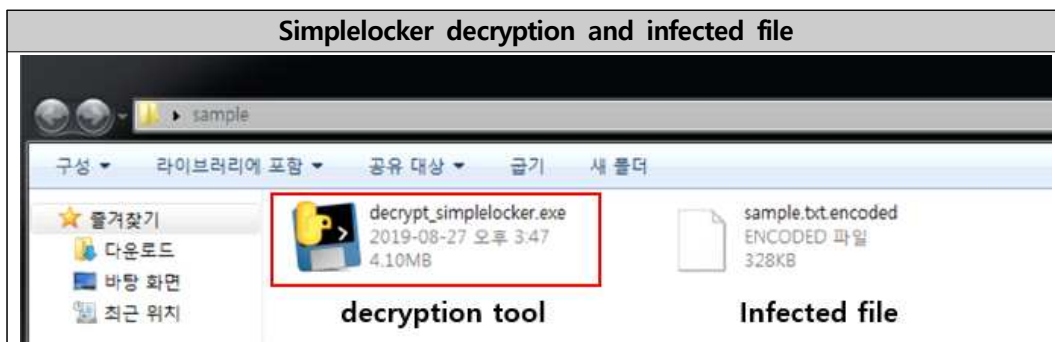 Simplelocker decryption and infected file
sample
구성 라이브러리에 포함 공유 대상 굽기 새 폴더
즐겨찾기
다운로드
바탕 화면
최근 위치
decrypt_simplelocker.exe
2019-08-27 오후 3:47
4.10MB
decryption tool
sample.txt.encoded
ENCODED 파일
328KB
Infected file